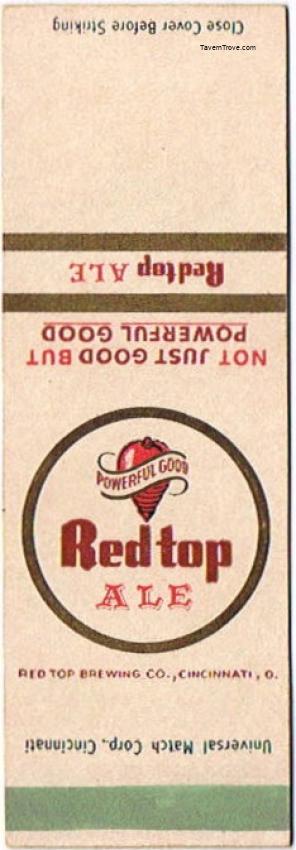 Close Cover Before Striking
TavernTrove.com
Redtop ALE
NOT JUST GOOD BUT
POWERFUL GOOD
POWERFUL GOOD
Redtop
ALE
RED TOP BREWING CO., CINCINNATI, O.
Universal Match Corp., Cincinnati